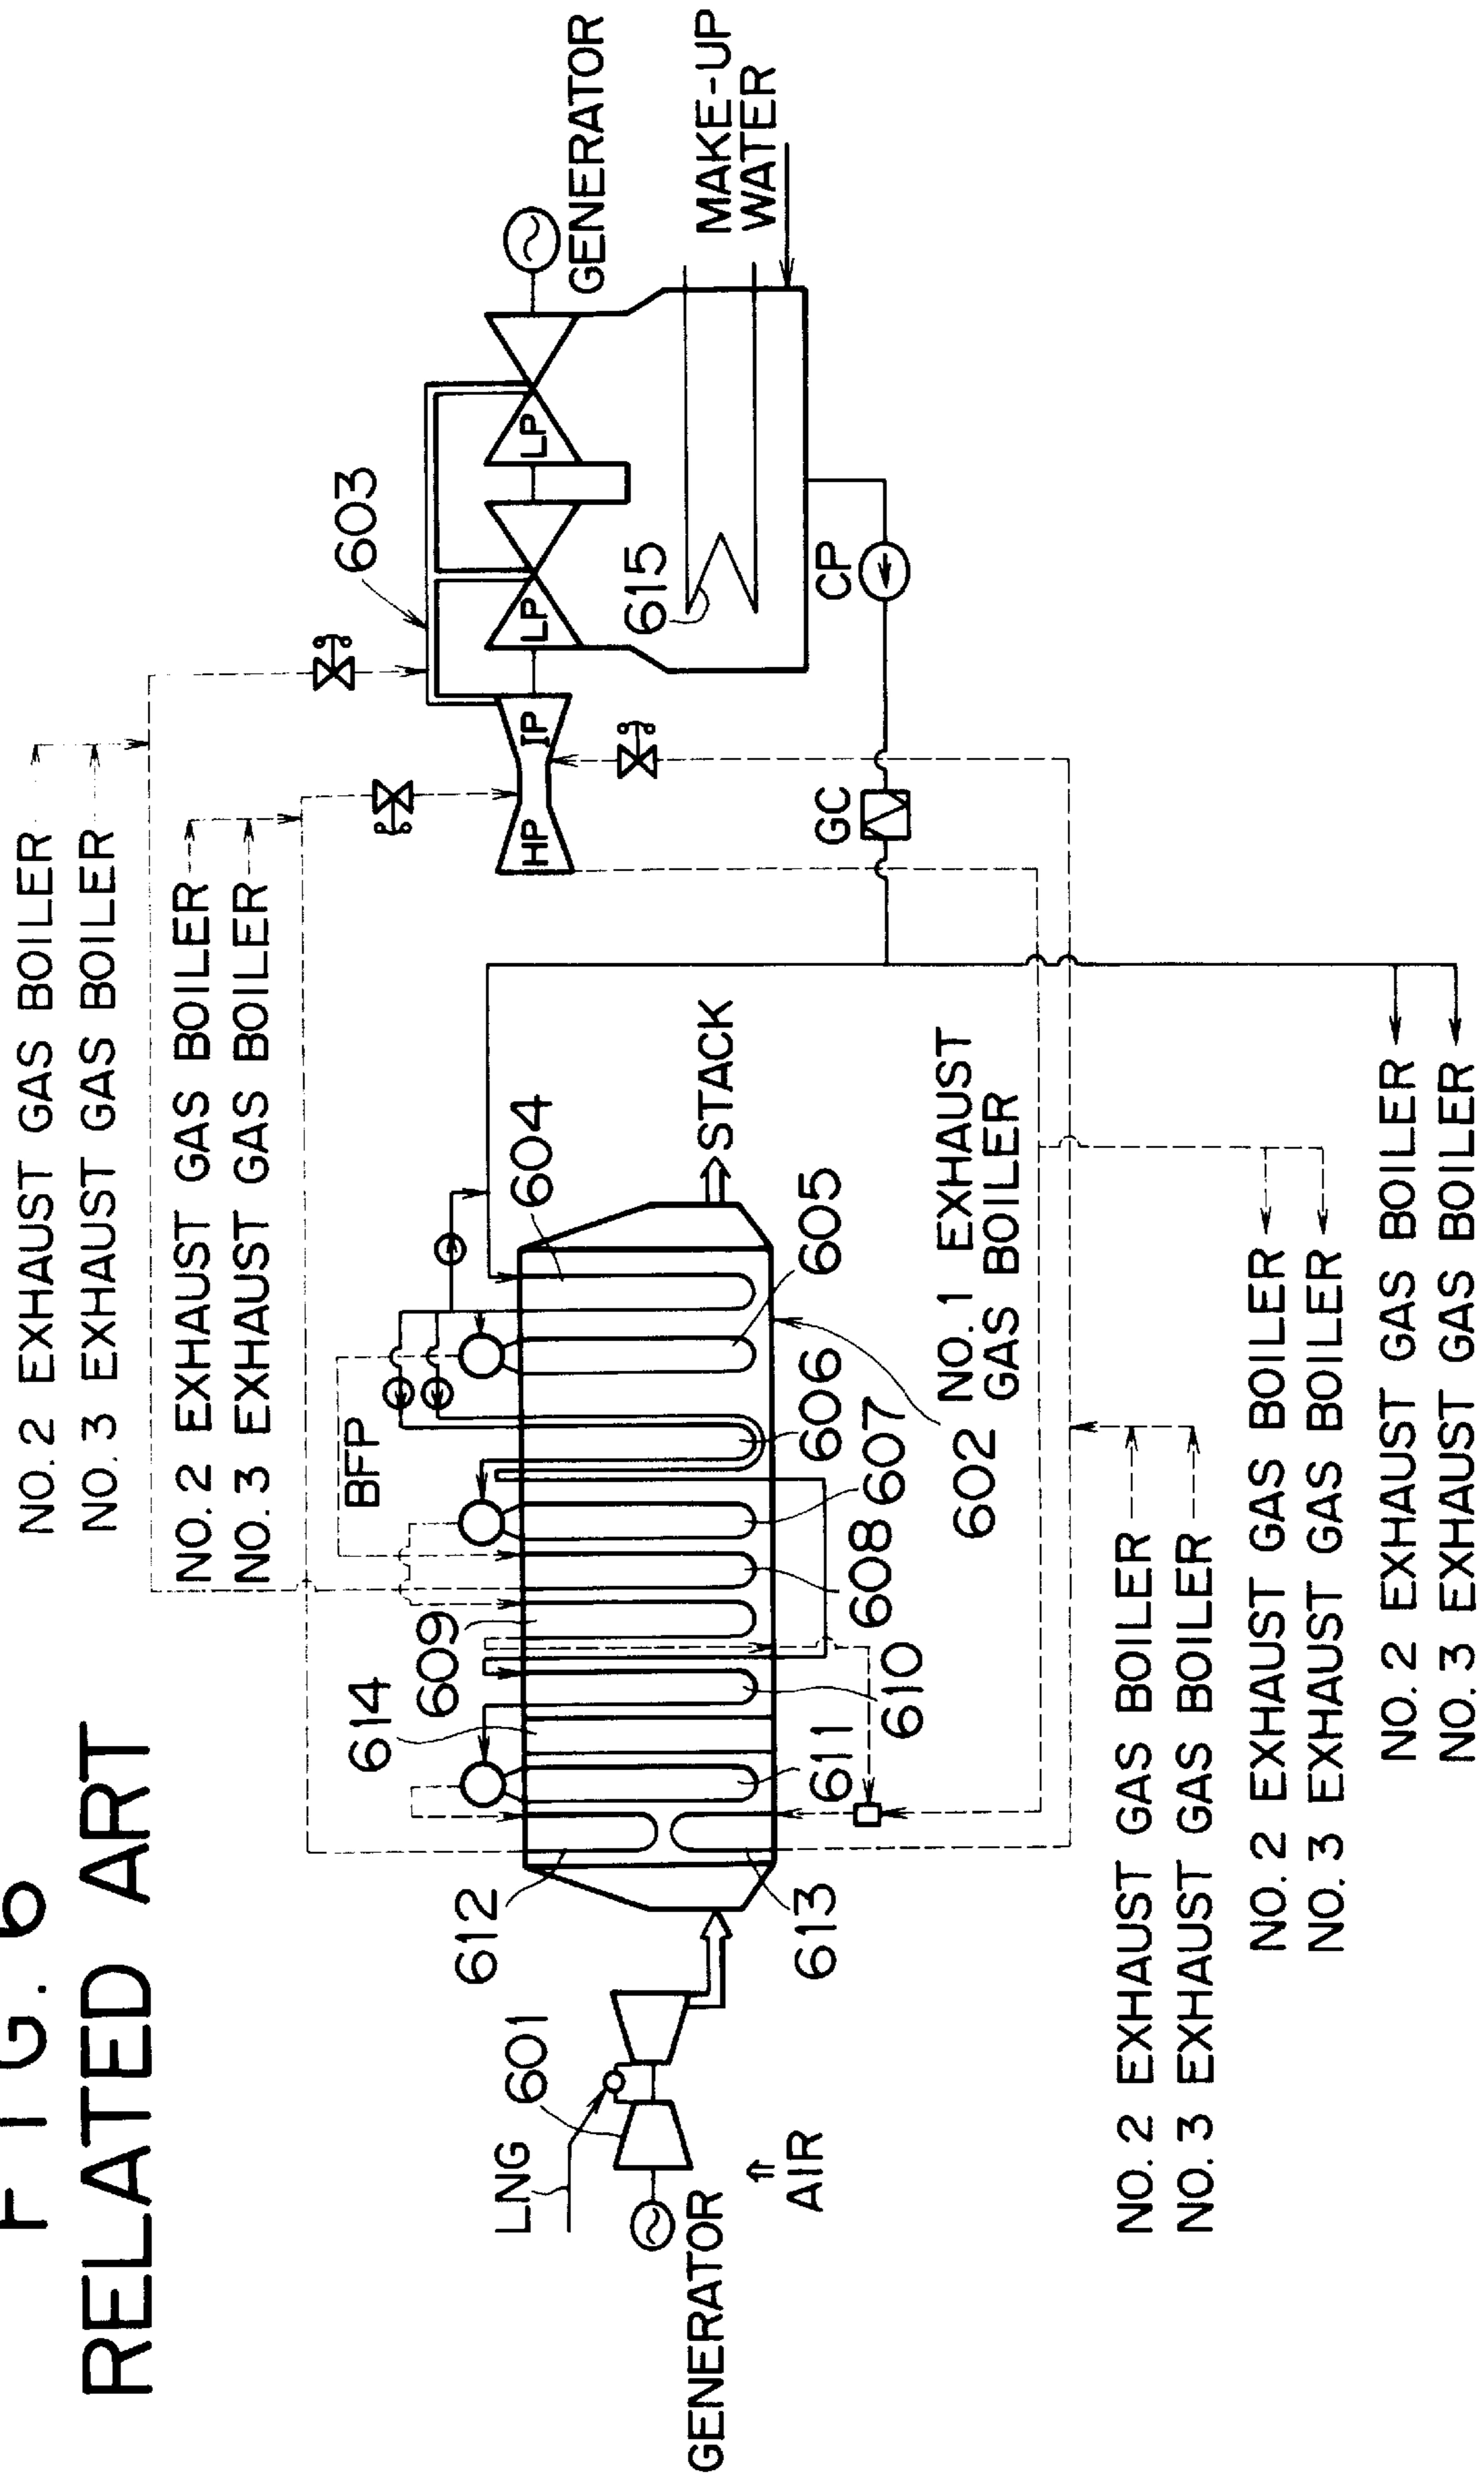 FIG. 6
RELATED ART
NO. 2 EXHAUST GAS BOILER
NO. 3 EXHAUST GAS BOILER
NO. 2 EXHAUST GAS BOILER
NO. 3 EXHAUST GAS BOILER
603
BFP
604
614
609
612
HP
IP
LP
LP
GENERATOR
615
MAKE-UP
WATER
LNG
601
GENERATOR
AIR
613
611
610
608
607
606
605
STACK
GC
CP
602
NO. 1 EXHAUST
GAS BOILER
NO. 2 EXHAUST GAS BOILER
NO. 3 EXHAUST GAS BOILER
NO. 2 EXHAUST GAS BOILER
NO. 3 EXHAUST GAS BOILER
NO. 2 EXHAUST GAS BOILER
NO. 3 EXHAUST GAS BOILER